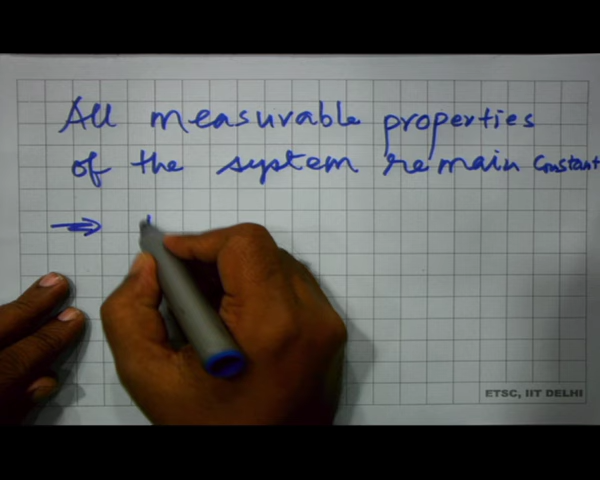 All measurable properties
of the system remain Constant
ETSC, IIT DELHI